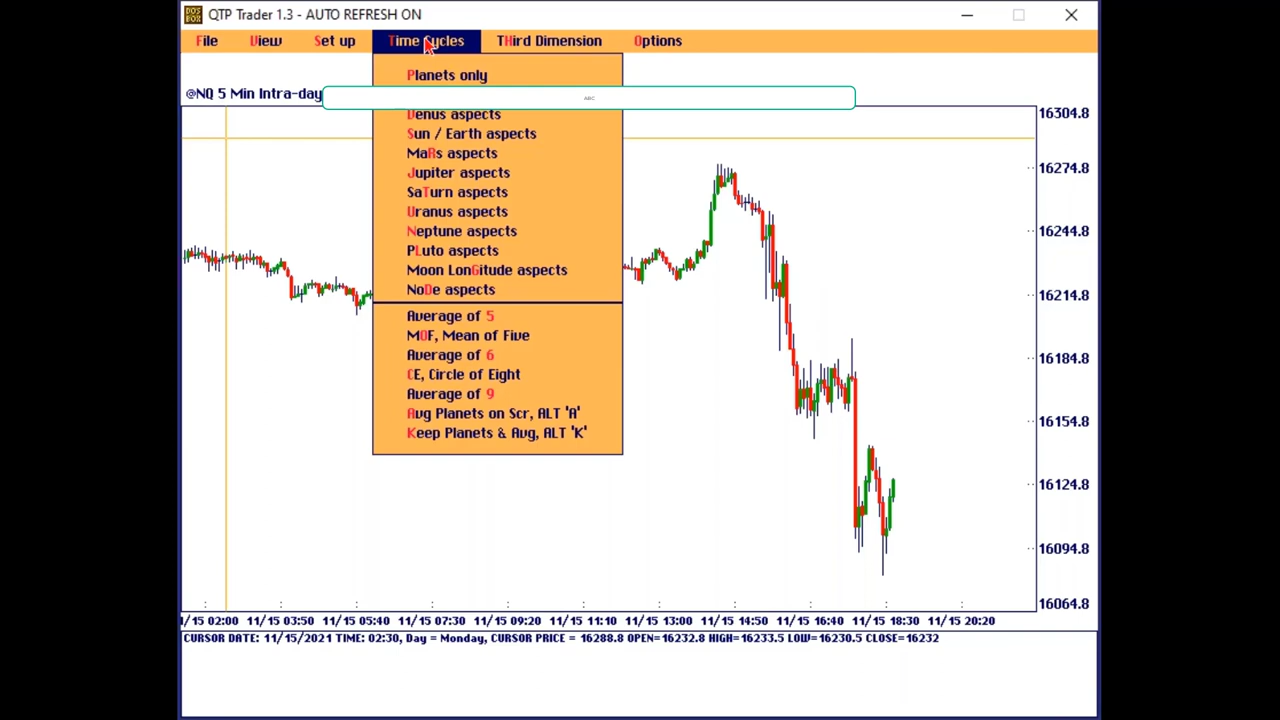 QTP Trader 1.3 - AUTO REFRESH ON
File View Set up Time Cycles THird Dimension Options
Planets only
@NQ 5 Min Intra-day
ABC
Venus aspects
Sun / Earth aspects
MaRs aspects
Jupiter aspects
SaTurn aspects
Uranus aspects
Neptune aspects
PLuto aspects
Moon LonGitude aspects
NoDe aspects
Average of 5
MOF, Mean of Five
Average of 6
CE, Circle of Eight
Average of 9
Avg Planets on Scr, ALT 'A'
Keep Planets & Avg, ALT 'K'
16304.8
16274.8
16244.8
16214.8
16184.8
16154.8
16124.8
16094.8
16064.8
1/15 02:00 11/15 03:50 11/15 05:40 11/15 07:30 11/15 09:20 11/15 11:10 11/15 13:00 11/15 14:50 11/15 16:40 11/15 18:30 11/15 20:20
CURSOR DATE: 11/15/2021 TIME: 02:30, Day = Monday, CURSOR PRICE = 16288.8 OPEN=16232.8 HIGH=16233.5 LOW=16230.5 CLOSE=16232